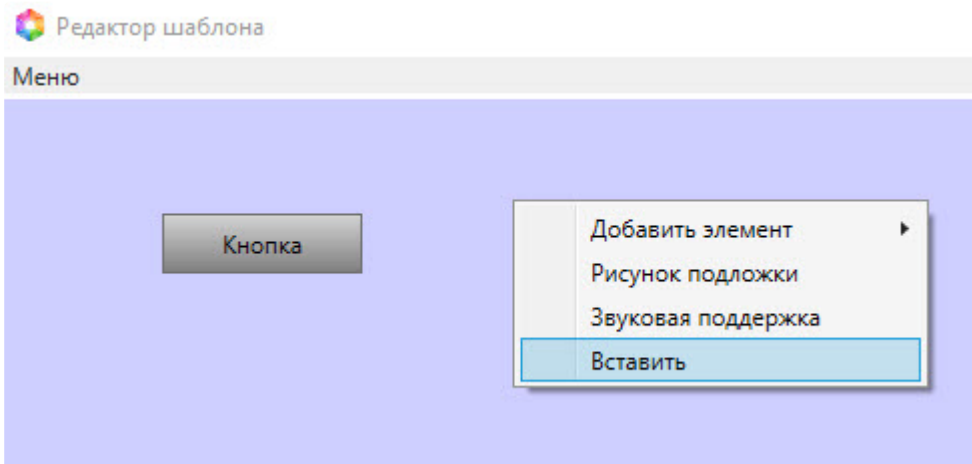 Редактор шаблона
Меню
Кнопка
Добавить элемент
Рисунок подложки
Звуковая поддержка
Вставить